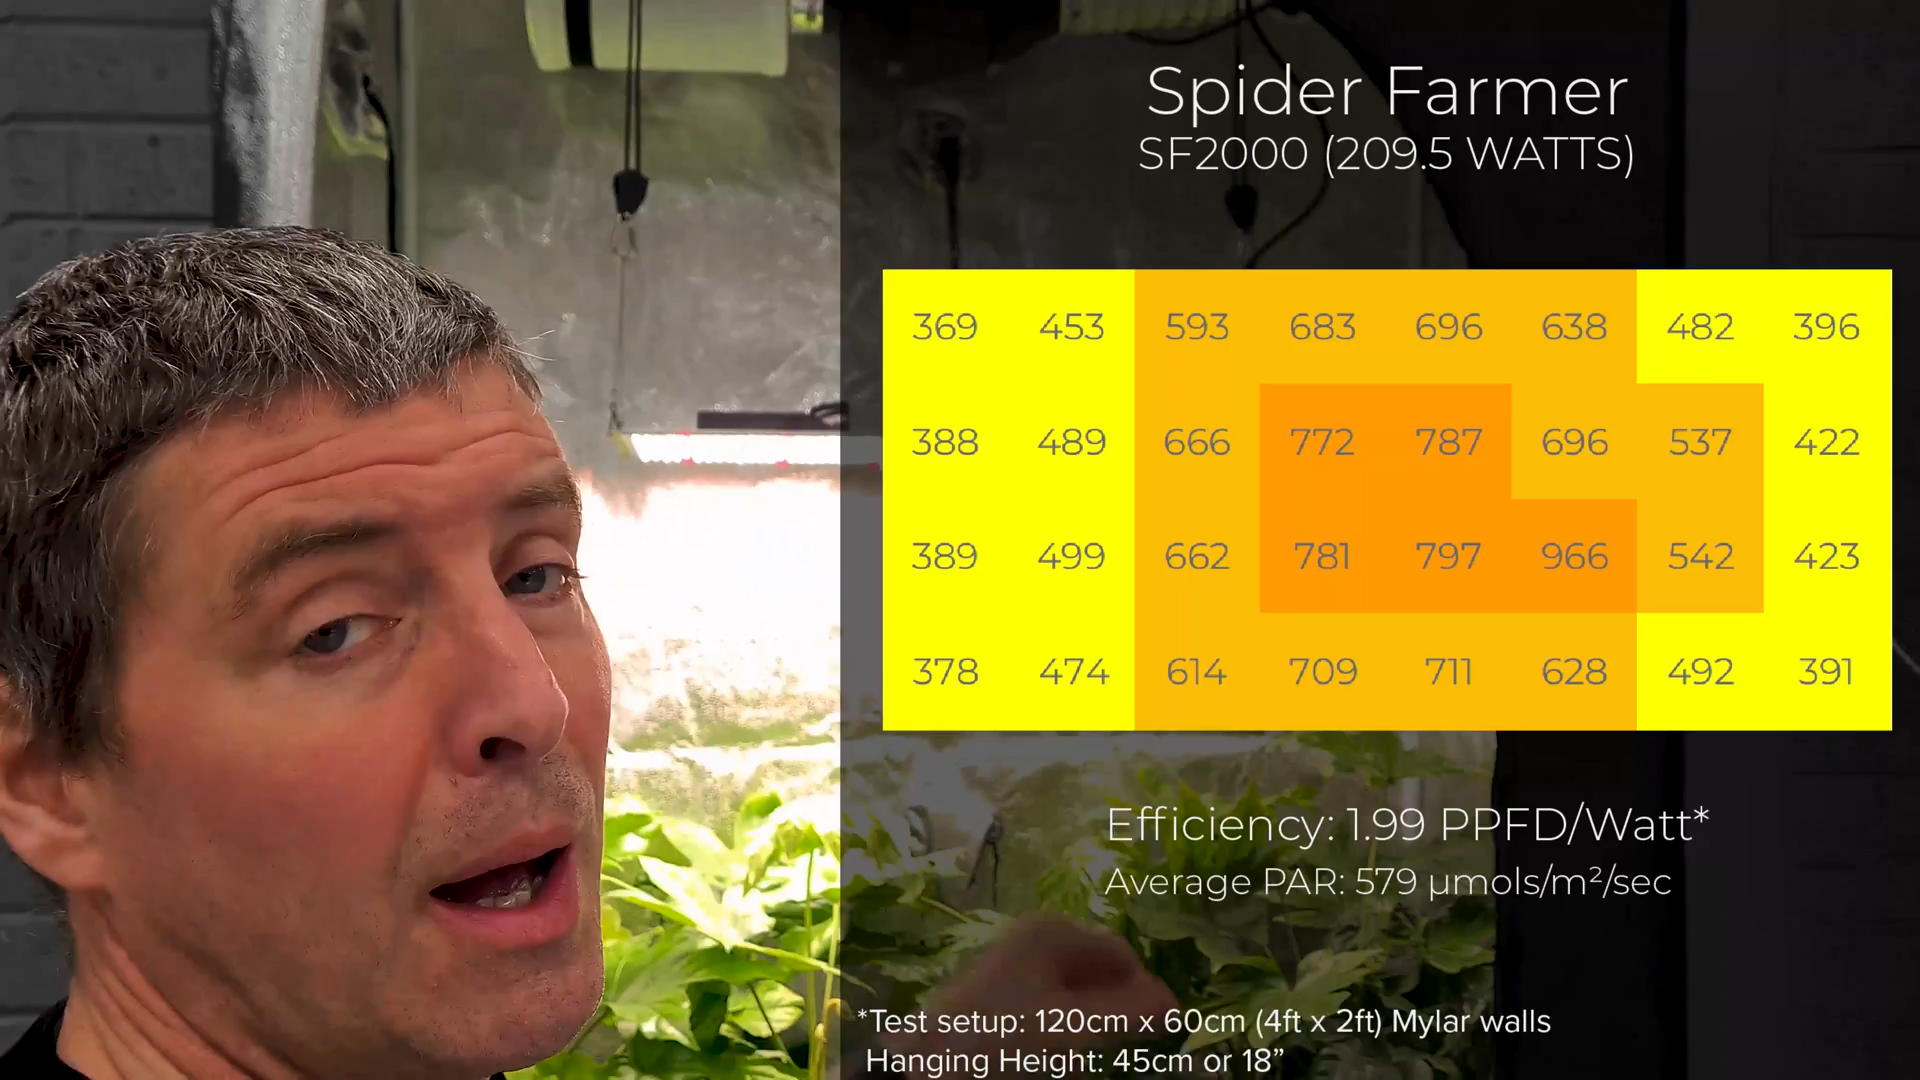 Spider Farmer
SF2000 (209.5 WATTS)
369 453 593 683 696 638 482 396
388 489 666 772 787 696 537 422
389 499 662 781 797 966 542 423
378 474 614 709 711 628 492 391
Efficiency: 1.99 PPFD/Watt*
Average PAR: 579 µmols/m²/sec
*Test setup: 120cm x 60cm (4ft x 2ft) Mylar walls
Hanging Height: 45cm or 18”